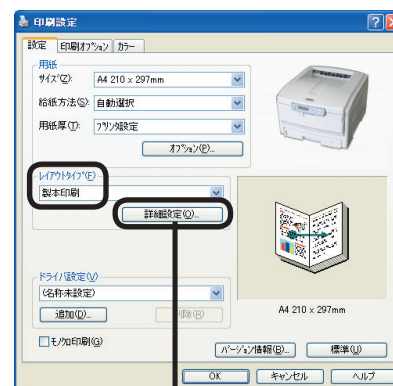 印刷設定
設定 印刷ｵﾌﾟｼｮﾝ ｶﾗｰ
用紙
ｻｲｽﾞ(Z): A4 210 x 297mm
給紙方法(S): 自動選択
用紙厚(T): ﾌﾟﾘﾝﾀ設定
ｵﾌﾟｼｮﾝ(P)...
ﾚｲｱｳﾄﾀｲﾌﾟ(E)
製本印刷
詳細設定(O)...
ﾄﾞﾗｲﾊﾞ設定(V)
(名称未設定)
A4 210 x 297mm
追加(D)... 削除(R)
ﾓﾉｸﾛ印刷(G)
ﾊﾞｰｼﾞｮﾝ情報(B)... 標準(U)
OK ｷｬﾝｾﾙ ﾍﾙﾌﾟ